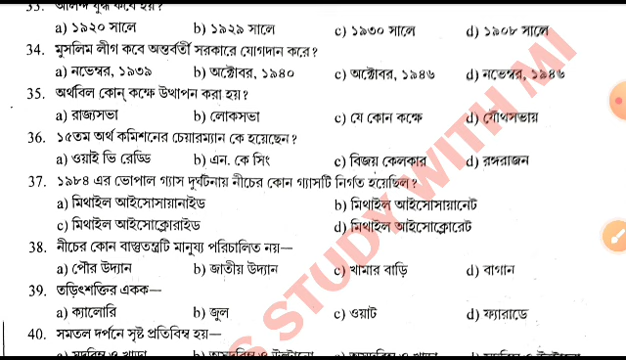 a) ১৯২০ সালে b) ১৯২৯ সালে c) ১৯৩০ সালে d) ১৯০৮ সালে
34. মুসলিম লীগ কবে অন্তর্বর্তী সরকারে যোগদান করে?
a) নভেম্বর, ১৯৩৯ b) অক্টোবর, ১৯৪০ c) অক্টোবর, ১৯৪৬ d) নভেম্বর, ১৯৪৬
35. অর্থবিল কোন্ কক্ষে উত্থাপন করা হয়?
a) রাজ্যসভা b) লোকসভা c) যে কোন কক্ষে d) যৌথসভায়
36. ১৫তম অর্থ কমিশনের চেয়ারম্যান কে হয়েছেন?
a) ওয়াই ভি রেড্ডি b) এন. কে সিং c) বিজয় কেলকার d) রঙ্গরাজন
37. ১৯৮৪ এর ভোপাল গ্যাস দুর্ঘটনায় নীচের কোন গ্যাসটি নির্গত হয়েছিল?
a) মিথাইল আইসোসায়ানাইড b) মিথাইল আইসোসায়ানেট
c) মিথাইল আইসোক্লোরাইড d) মিথাইল আইসোক্লোরেট
38. নীচের কোন বাস্তুতন্ত্রটি মানুষ্য পরিচালিত নয়—
a) পৌর উদ্যান b) জাতীয় উদ্যান c) খামার বাড়ি d) বাগান
39. তড়িৎশক্তির একক—
a) ক্যালোরি b) জুল c) ওয়াট d) ফ্যারাডে
40. সমতল দর্পনে সৃষ্ট প্রতিবিম্ব হয়—
S STUDY WITH MI